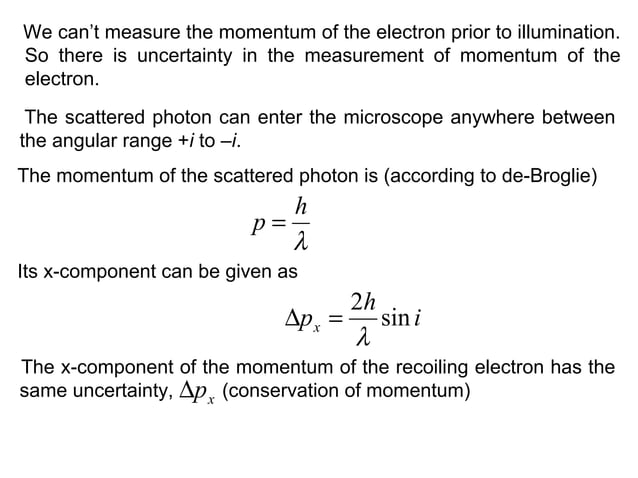 We can’t measure the momentum of the electron prior to illumination.
So there is uncertainty in the measurement of momentum of the
electron.
The scattered photon can enter the microscope anywhere between
the angular range +i to –i.
The momentum of the scattered photon is (according to de-Broglie)
p = h/λ
Its x-component can be given as
Δpₓ = 2h/λ sin i
The x-component of the momentum of the recoiling electron has the
same uncertainty, Δpₓ (conservation of momentum)